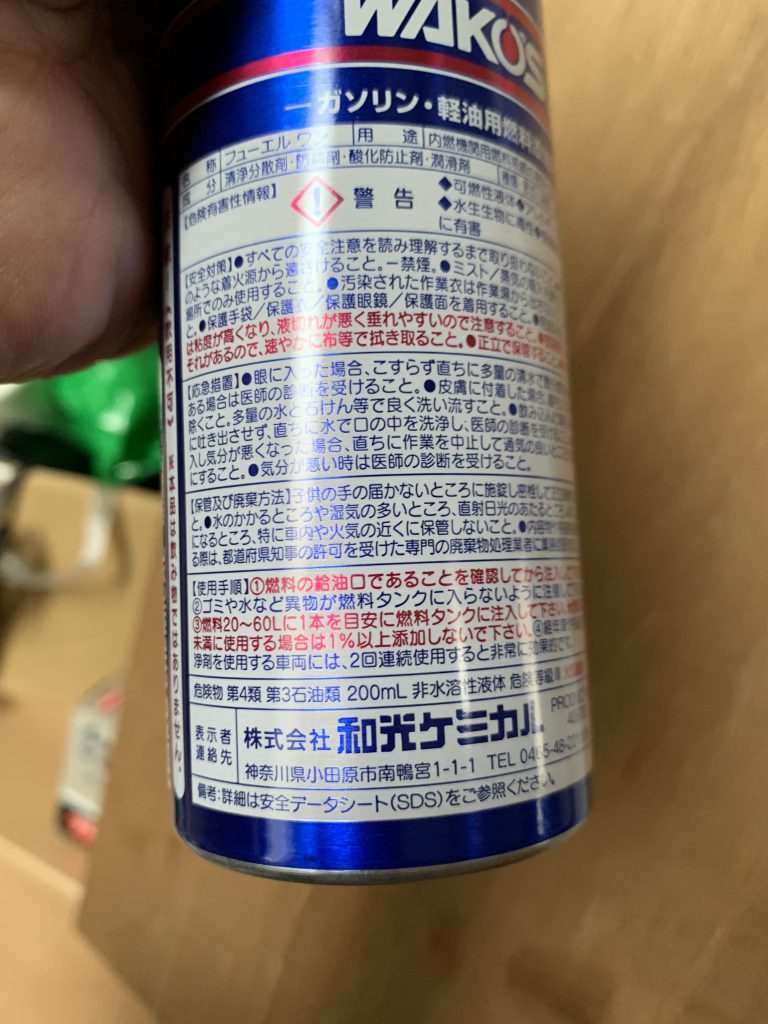 WAKO'S
ガソリン・軽油用燃料
名 称 フューエル ワン 用 途 内燃機関用燃料
成 分 清浄分散剤・防錆剤・酸化防止剤・潤滑剤
【危険有害性情報】 警告 ◆可燃性液体◆
◆水生生物に
に有害
【安全対策】●すべての安全注意を読み理解するまで取り扱わない
のような着火源から遠ざけること。ー禁煙。●ミスト/蒸気の
場所でのみ使用すること。●汚染された作業衣は作業場から
と。●保護手袋/保護衣/保護眼鏡/保護面を着用すること。
は粘度が高くなり、液切れが悪く垂れやすいので注意すること。
それがあるので、速やかに布等で拭き取ること。●正立で保管すること
【応急措置】●眼に入った場合、こすらず直ちに多量の清水で
ある場合は医師の診断を受けること。●皮膚に付着した場合、
除くこと。多量の水と石けん等で良く洗い流すこと。●飲み込んだ
に吐き出させず、直ちに水で口の中を洗浄し、医師の診断を受ける
入し気分が悪くなった場合、直ちに作業を中止して通気の良いところ
にすること。●気分が悪い時は医師の診断を受けること。
【保管及び廃棄方法】子供の手の届かないところに施錠し密栓して
と。●水のかかるところや湿気の多いところ、直射日光のあたるところ
になるところ、特に車内や火気の近くに保管しないこと。●内容物や
る際は、都道府県知事の許可を受けた専門の廃棄物処理業者に
【使用手順】①燃料の給油口であることを確認してから注入し
②ゴミや水など異物が燃料タンクに入らないように注意して
③燃料20〜60Lに1本を目安に燃料タンクに注入して下さい。
未満に使用する場合は1%以上添加しないで下さい。④
浄剤を使用する車両には、2回連続使用すると非常に効果的です。
危険物 第4類 第3石油類 200mL 非水溶性液体 危険等級Ⅲ
表示者 連絡先 株式会社 和光ケミカル
神奈川県小田原市南鴨宮1-1-1 TEL 0465-48-2
備考:詳細は安全データシート(SDS)をご参照ください。
飲用不可》 ※本品は飲み物ではありません。